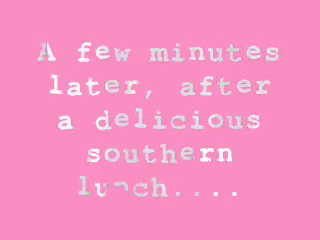 A few minutes
later, after
a delicious
southern
lunch....